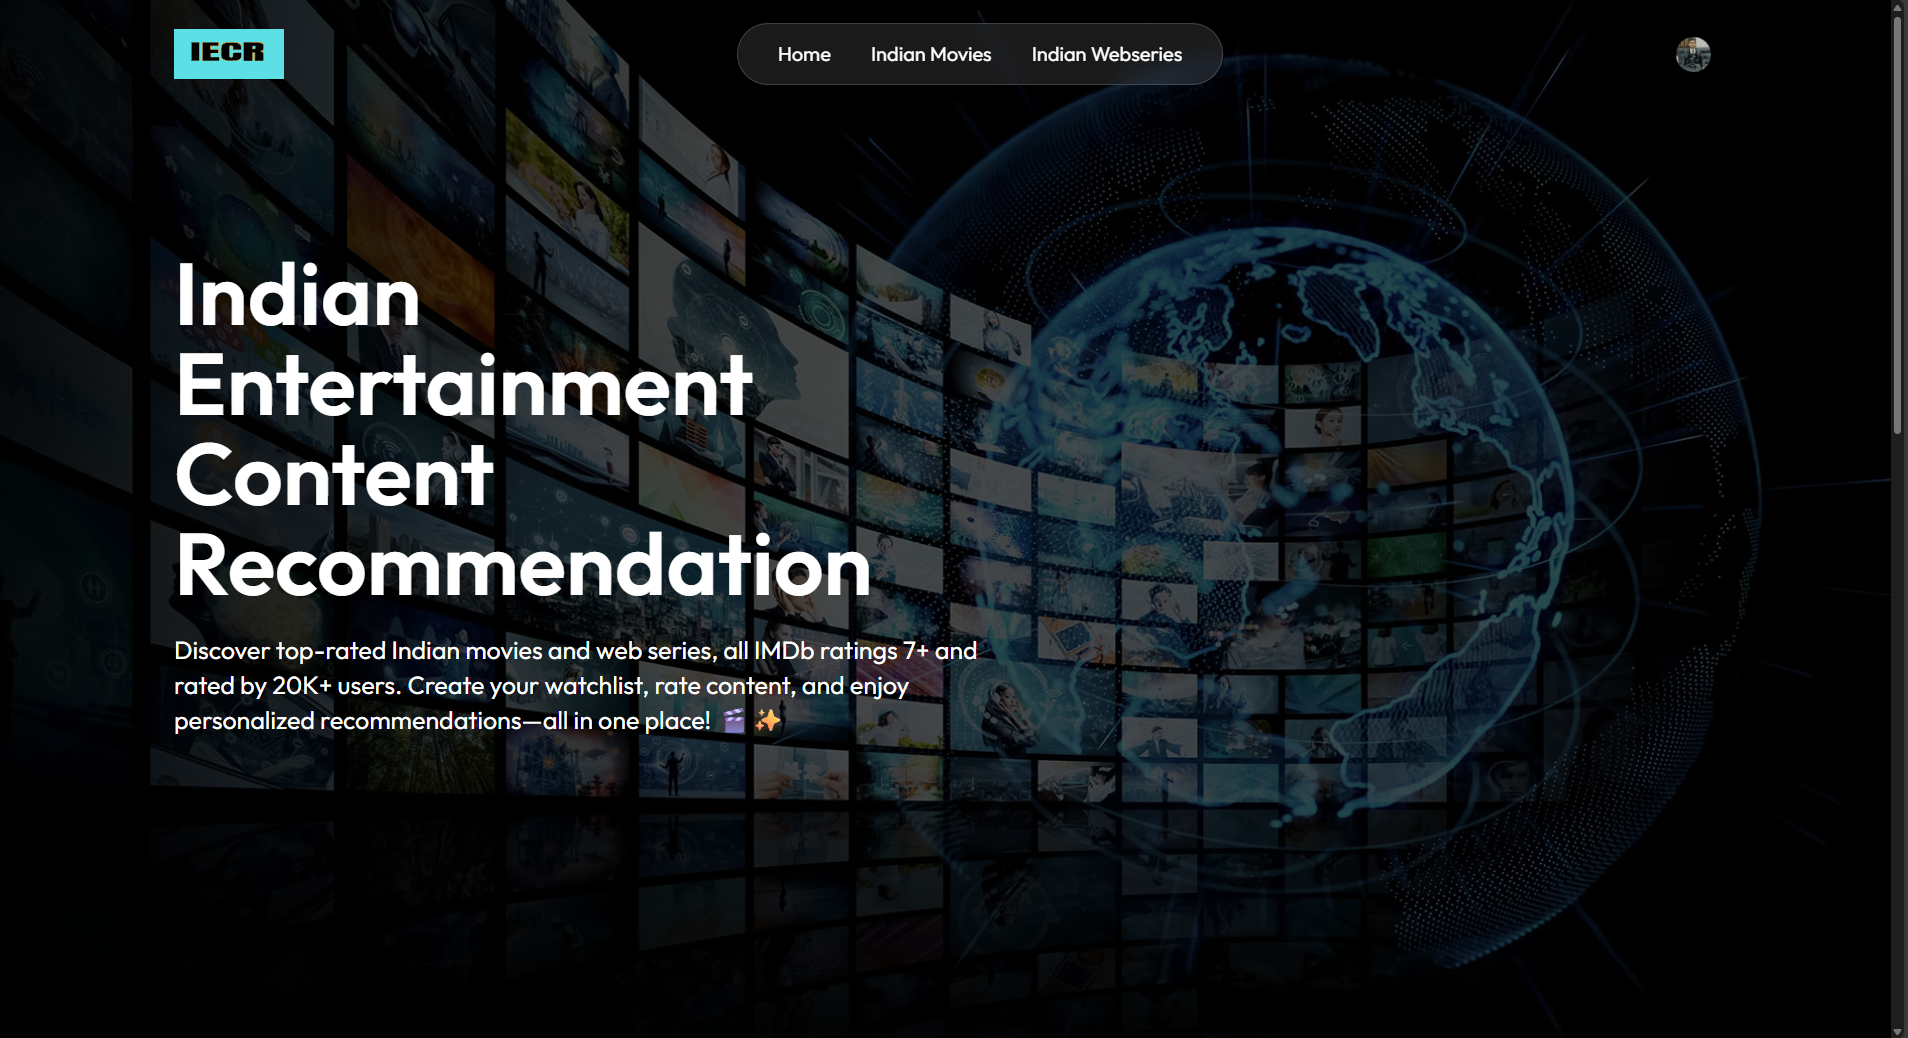 IECR
Home
Indian Movies
Indian Webseries
Indian
Entertainment
Content
Recommendation
Discover top-rated Indian movies and web series, all IMDb ratings 7+ and
rated by 20K+ users. Create your watchlist, rate content, and enjoy
personalized recommendations—all in one place! 🎬 ✨